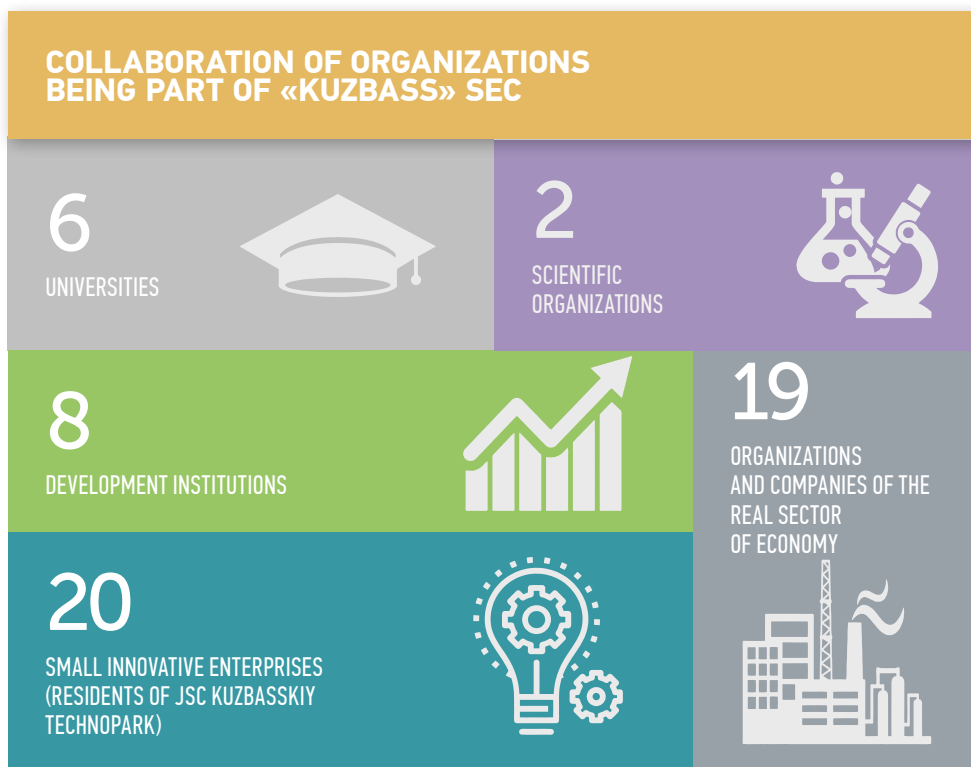 COLLABORATION OF ORGANIZATIONS
BEING PART OF «KUZBASS» SEC
6
UNIVERSITIES
2
SCIENTIFIC
ORGANIZATIONS
8
DEVELOPMENT INSTITUTIONS
19
ORGANIZATIONS
AND COMPANIES OF THE
REAL SECTOR
OF ECONOMY
20
SMALL INNOVATIVE ENTERPRISES
(RESIDENTS OF JSC KUZBASSKIY
TECHNOPARK)